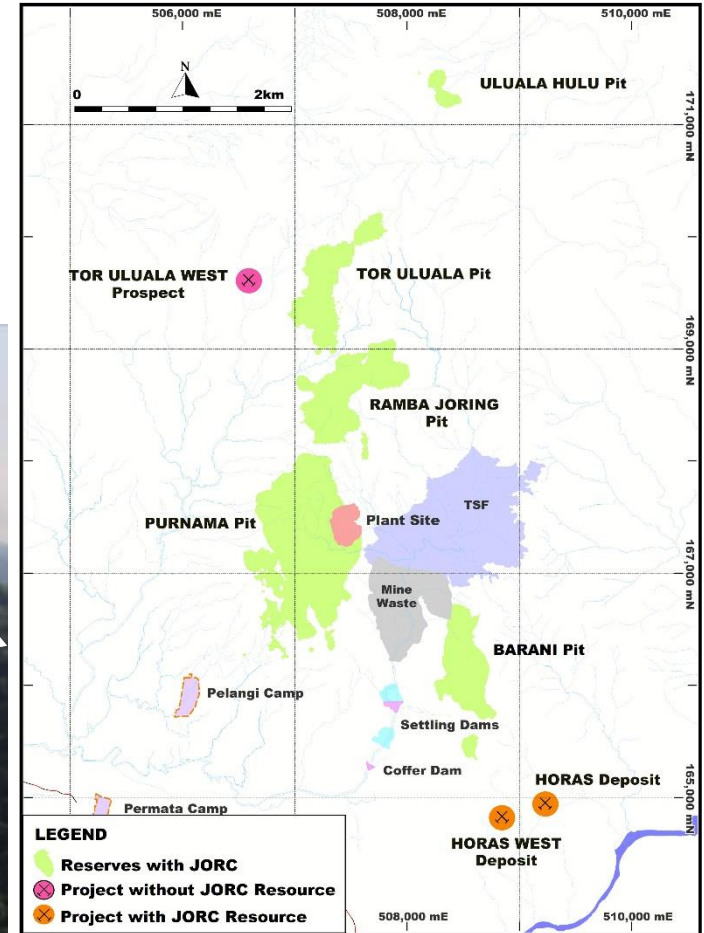 506,000 mE
508,000 mE
510,000 mE
N
0
2km
ULUALA HULU Pit
171,000 mN
TOR ULUALA WEST
Prospect
TOR ULUALA Pit
169,000 mN
RAMBA JORING
Pit
TSF
PURNAMA Pit
Plant Site
167,000 mN
Mine
Waste
BARANI Pit
Pelangi Camp
Settling Dams
Coffer Dam
HORAS Deposit
165,000 mN
Permata Camp
HORAS WEST
Deposit
LEGEND
Reserves with JORC
Project without JORC Resource
Project with JORC Resource
508,000 mE
510,000 mE